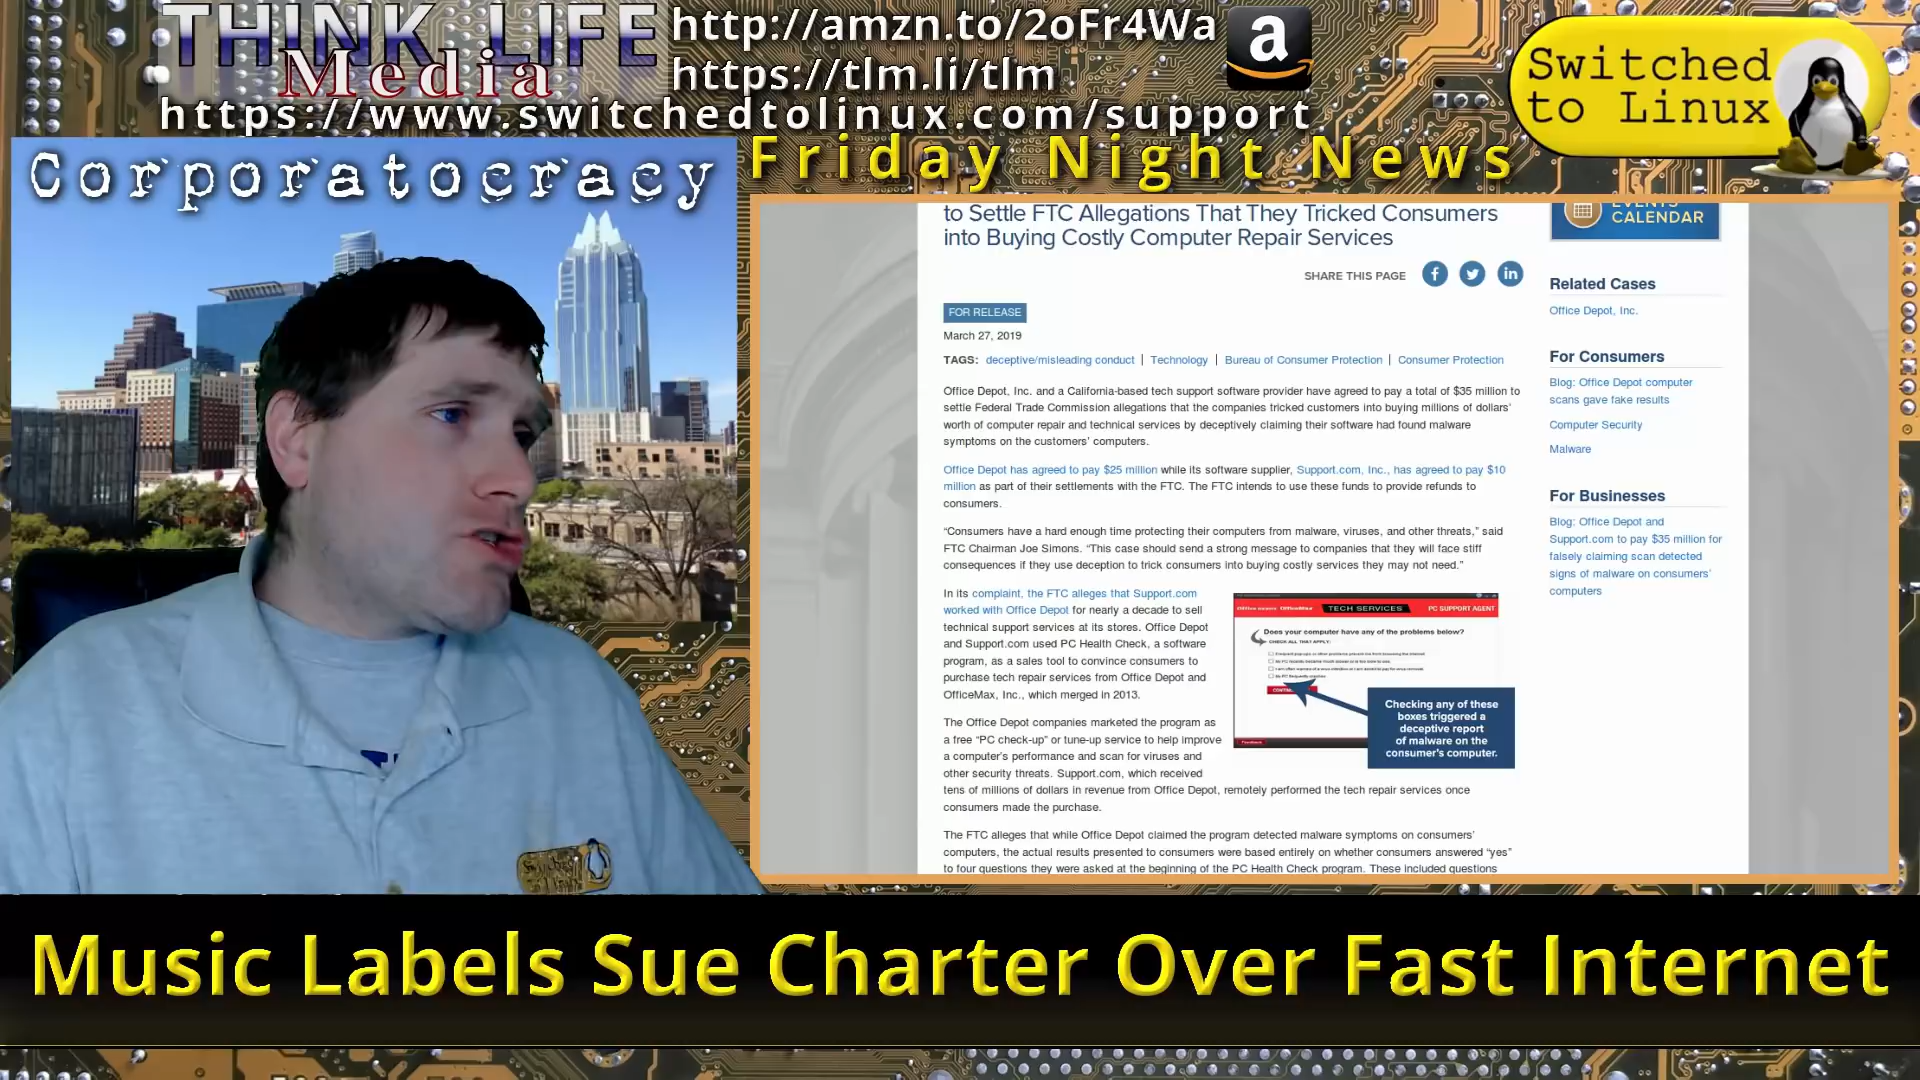 THINK LIFE
Media
http://amzn.to/2oFr4Wa
a
https://tlm.li/tlm
https://www.switchedtolinux.com/support
Switched
to Linux
Corporatocracy
Friday Night News
to Settle FTC Allegations That They Tricked Consumers
into Buying Costly Computer Repair Services
SHARE THIS PAGE
FOR RELEASE
March 27, 2019
TAGS: deceptive/misleading conduct | Technology | Bureau of Consumer Protection | Consumer Protection
Office Depot, Inc. and a California-based tech support software provider have agreed to pay a total of $35 million to
settle Federal Trade Commission allegations that the companies tricked customers into buying millions of dollars'
worth of computer repair and technical services by deceptively claiming their software had found malware
symptoms on the customers' computers.
Office Depot has agreed to pay $25 million while its software supplier, Support.com, Inc., has agreed to pay $10
million as part of their settlements with the FTC. The FTC intends to use these funds to provide refunds to
consumers.
“Consumers have a hard enough time protecting their computers from malware, viruses, and other threats,” said
FTC Chairman Joe Simons. “This case should send a strong message to companies that they will face stiff
consequences if they use deception to trick consumers into buying costly services they may not need.”
In its complaint, the FTC alleges that Support.com
worked with Office Depot for nearly a decade to sell
technical support services at its stores. Office Depot
and Support.com used PC Health Check, a software
program, as a sales tool to convince consumers to
purchase tech repair services from Office Depot and
OfficeMax, Inc., which merged in 2013.
The Office Depot companies marketed the program as
a free “PC check-up” or tune-up service to help improve
a computer's performance and scan for viruses and
other security threats. Support.com, which received
tens of millions of dollars in revenue from Office Depot, remotely performed the tech repair services once
consumers made the purchase.
The FTC alleges that while Office Depot claimed the program detected malware symptoms on consumers'
computers, the actual results presented to consumers were based entirely on whether consumers answered “yes”
to four questions they were asked at the beginning of the PC Health Check program. These included questions
TECH SERVICES
PC SUPPORT AGENT
Does your computer have any of the problems below?
CHECK ALL THAT APPLY:
Checking any of these
boxes triggered a
deceptive report
of malware on the
consumer's computer.
EVENTS
CALENDAR
Related Cases
Office Depot, Inc.
For Consumers
Blog: Office Depot computer
scans gave fake results
Computer Security
Malware
For Businesses
Blog: Office Depot and
Support.com to pay $35 million for
falsely claiming scan detected
signs of malware on consumers'
computers
Music Labels Sue Charter Over Fast Internet